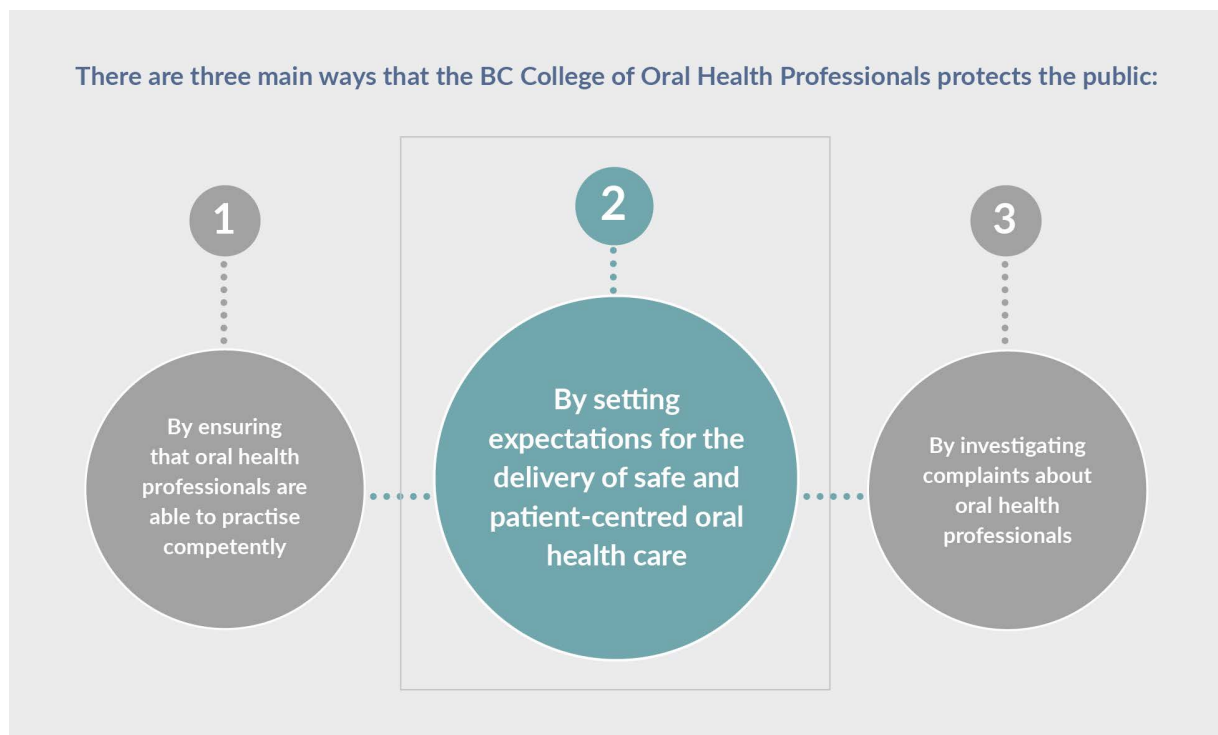 There are three main ways that the BC College of Oral Health Professionals protects the public:
1
By ensuring
that oral health
professionals are
able to practise
competently
2
By setting
expectations for the
delivery of safe and
patient-centred oral
health care
3
By investigating
complaints about
oral health
professionals